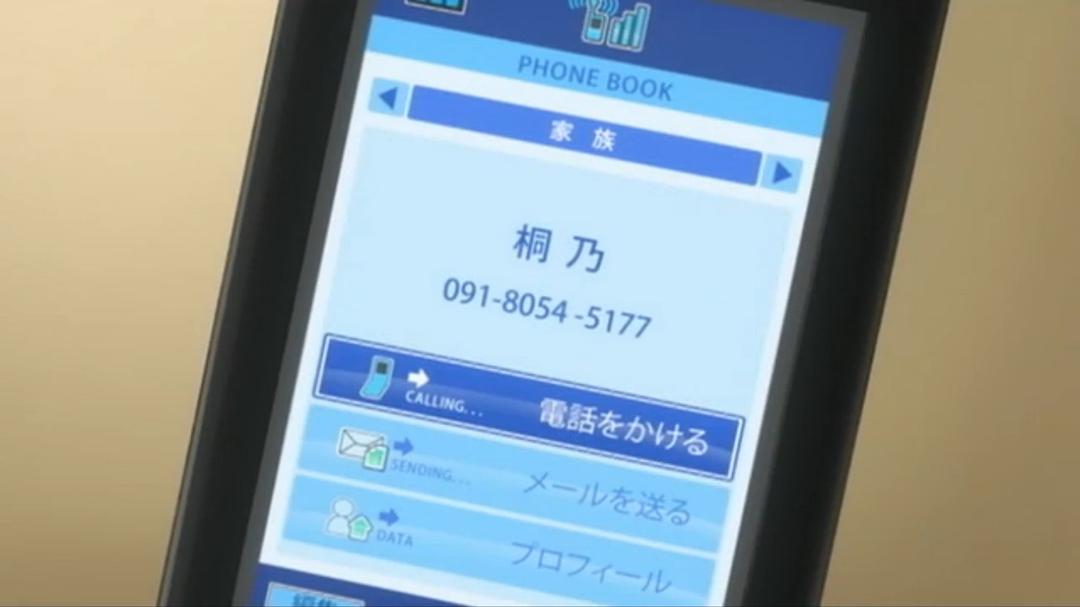 PHONE BOOK
家族
桐乃
091-8054-5177
CALLING... 電話をかける
SENDING... メールを送る
DATA プロフィール